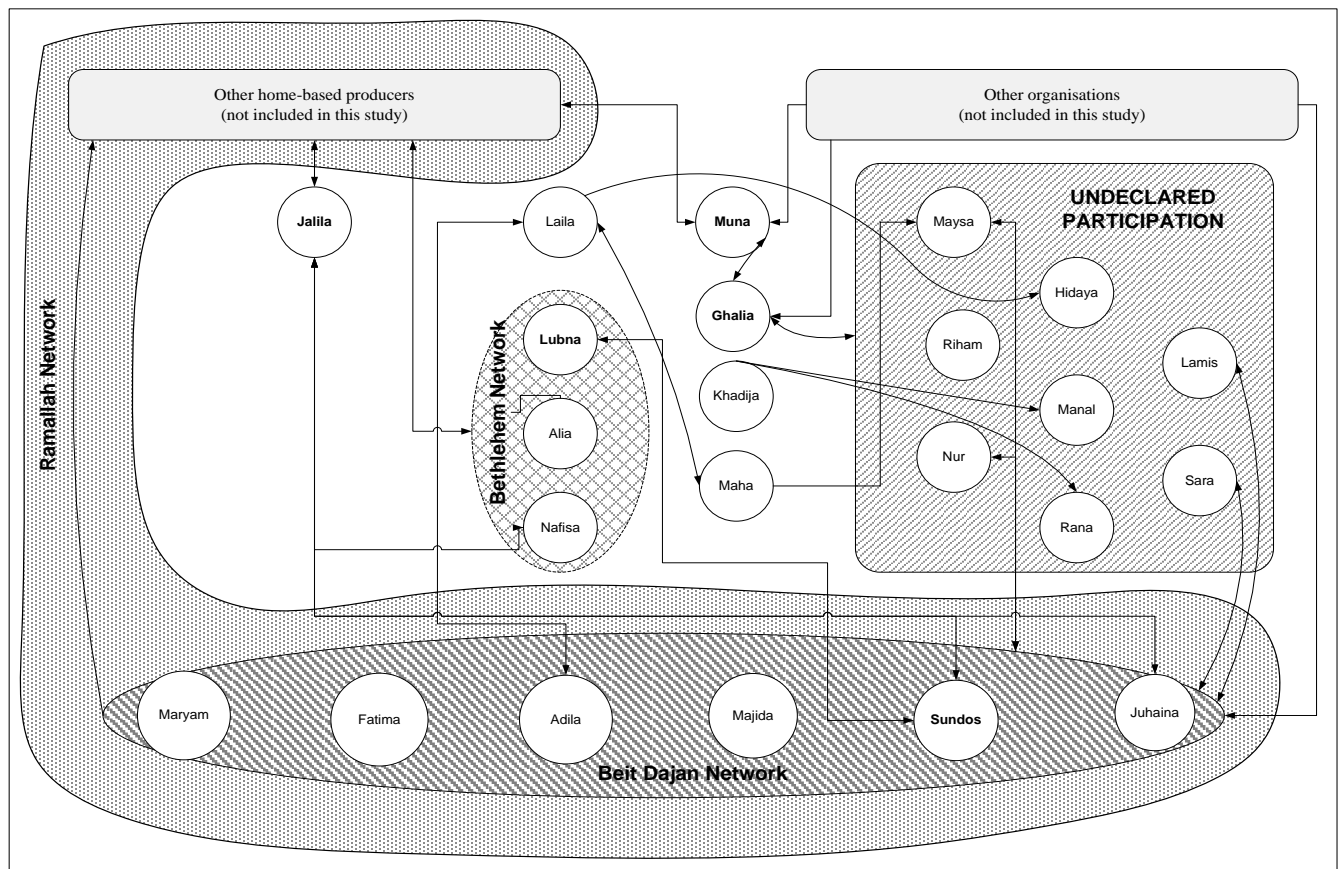 Other home-based producers
(not included in this study)
Other organisations
(not included in this study)
UNDECLARED
PARTICIPATION
Jalila
Laila
Muna
Maysa
Hidaya
Ghalia
Lubna
Riham
Lamis
Khadija
Manal
Alia
Nur
Maha
Sara
Nafisa
Rana
Ramallah Network
Bethlehem Network
Maryam
Fatima
Adila
Majida
Sundos
Juhaina
Beit Dajan Network